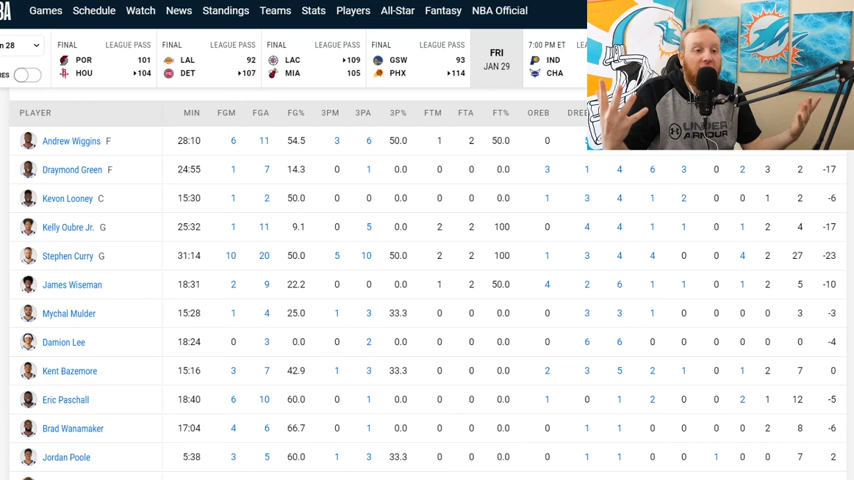 BA Games Schedule Watch News Standings Teams Stats Players All-Star Fantasy NBA Official
n 28
RES
FINAL LEAGUE PASS
POR 101
HOU 104
FINAL LEAGUE PASS
LAL 92
DET 107
FINAL LEAGUE PASS
LAC 109
MIA 105
FINAL LEAGUE PASS
GSW 93
PHX 114
FRI
JAN 29
7:00 PM ET LEA
IND
CHA
PLAYER MIN FGM FGA FG% 3PM 3PA 3P% FTM FTA FT% OREB DREB
Andrew Wiggins F 28:10 6 11 54.5 3 6 50.0 1 2 50.0 0
Draymond Green F 24:55 1 7 14.3 0 1 0.0 0 0 0.0 3 1 4 6 3 0 2 3 2 -17
Kevon Looney C 15:30 1 2 50.0 0 0 0.0 0 0 0.0 1 3 4 1 2 0 0 1 2 -6
Kelly Oubre Jr. G 25:32 1 11 9.1 0 5 0.0 2 2 100 0 4 4 1 1 0 1 2 4 -17
Stephen Curry G 31:14 10 20 50.0 5 10 50.0 2 2 100 1 3 4 4 0 0 4 2 27 -23
James Wiseman 18:31 2 9 22.2 0 0 0.0 1 2 50.0 4 2 6 1 1 0 1 2 5 -10
Mychal Mulder 15:28 1 4 25.0 1 3 33.3 0 0 0.0 0 3 3 1 0 0 0 0 3 -3
Damion Lee 18:24 0 3 0.0 0 2 0.0 0 0 0.0 0 6 6 0 0 0 0 0 0 -4
Kent Bazemore 15:16 3 7 42.9 1 3 33.3 0 0 0.0 2 3 5 2 1 0 1 2 7 0
Eric Paschall 18:40 6 10 60.0 0 1 0.0 0 0 0.0 1 0 1 2 0 0 2 1 12 -5
Brad Wanamaker 17:04 4 6 66.7 0 1 0.0 0 0 0.0 0 1 1 0 0 0 0 2 8 -6
Jordan Poole 5:38 3 5 60.0 1 3 33.3 0 0 0.0 0 1 1 0 0 1 0 0 7 2
UNDER
ARMOUR